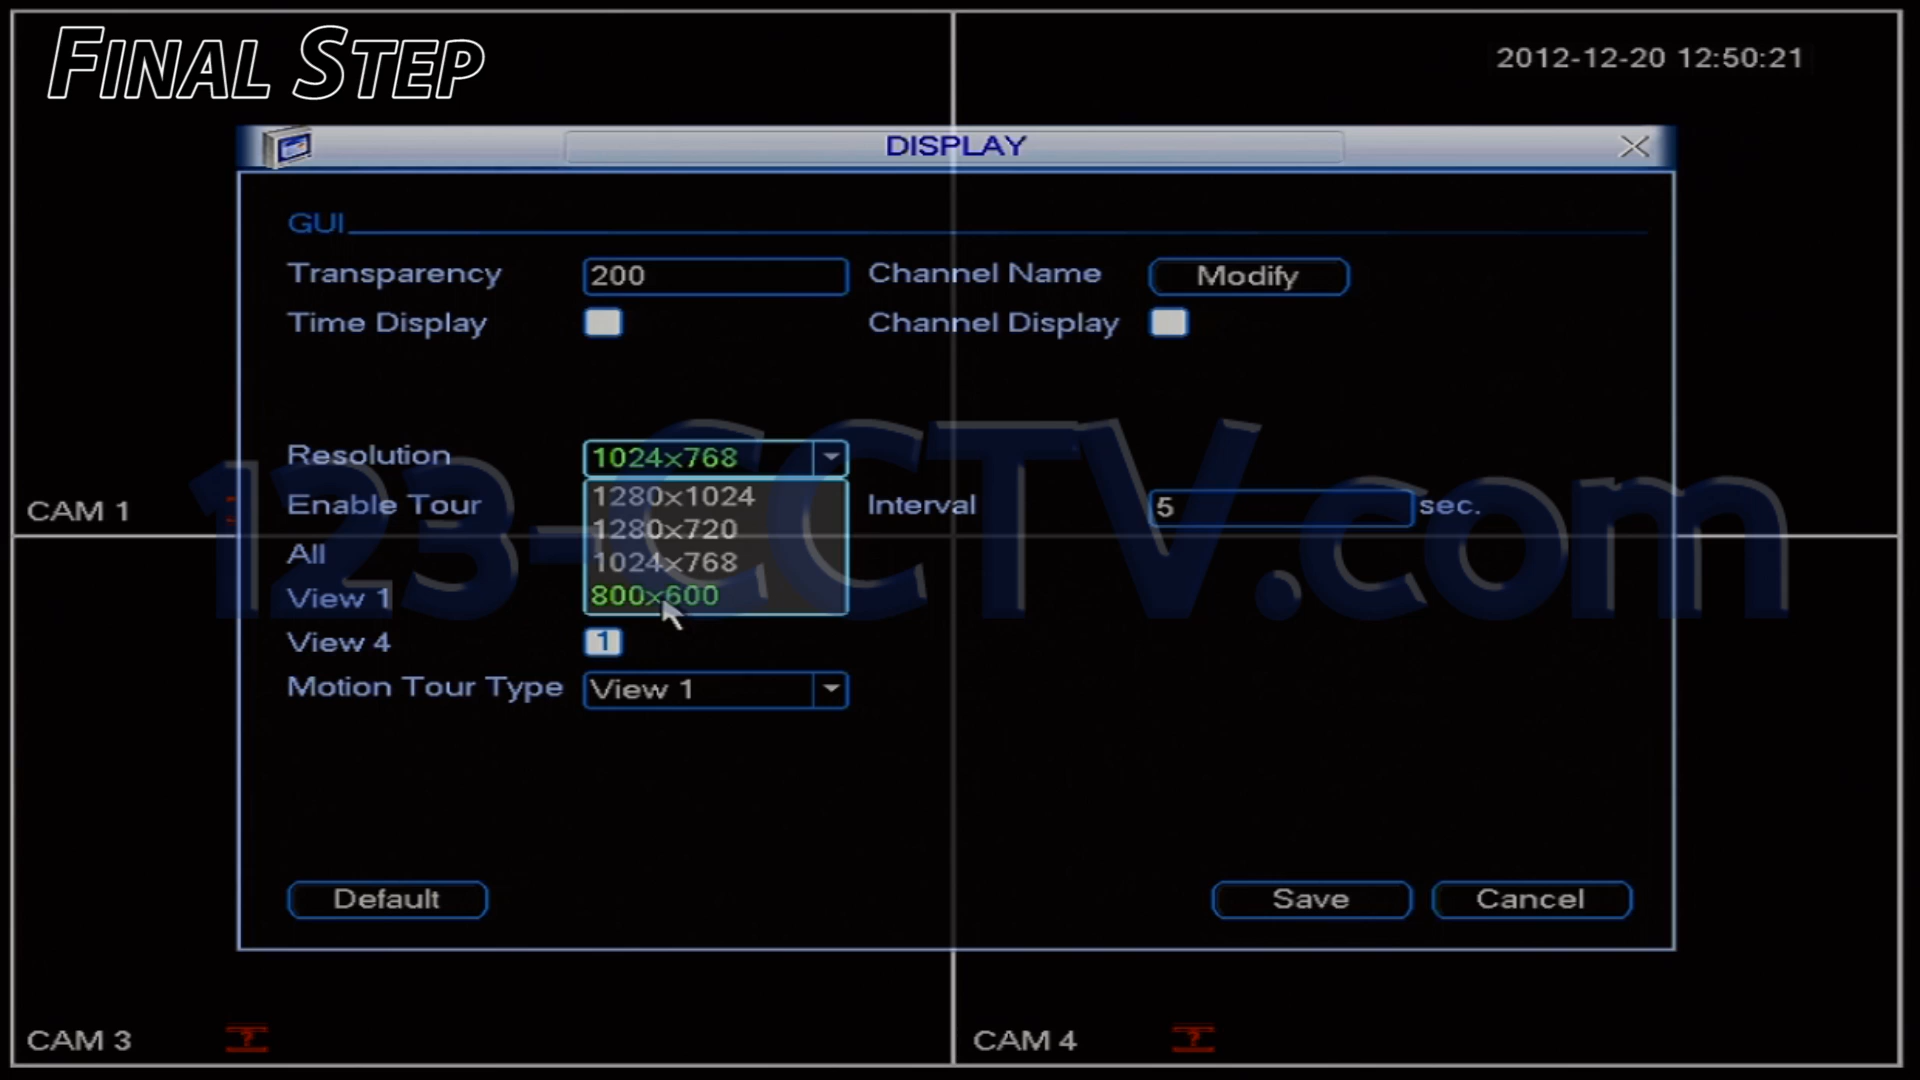 FINAL STEP
2012-12-20 12:50:21
DISPLAY
GUI
Transparency 200 Channel Name Modify
Time Display Channel Display
Resolution 1024x768
1280x1024
1280x720
1024x768
800x600
CAM 1
Enable Tour Interval 5 sec.
All
View 1
View 4 1
Motion Tour Type View 1
123-CCTV.com
Default Save Cancel
CAM 3 ? CAM 4 ?